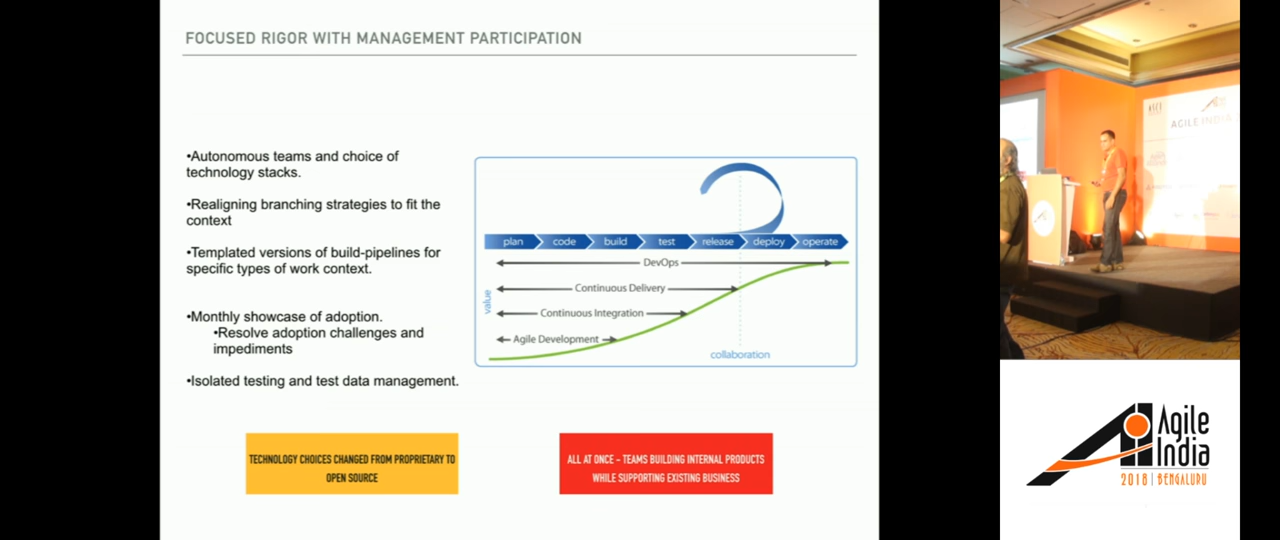 FOCUSED RIGOR WITH MANAGEMENT PARTICIPATION
•Autonomous teams and choice of
technology stacks.
•Realigning branching strategies to fit the
context
•Templated versions of build-pipelines for
specific types of work context.
•Monthly showcase of adoption.
•Resolve adoption challenges and
impediments
•Isolated testing and test data management.
plan code build test release deploy operate
DevOps
Continuous Delivery
Continuous Integration
Agile Development
value
collaboration
TECHNOLOGY CHOICES CHANGED FROM PROPRIETARY TO
OPEN SOURCE
ALL AT ONCE – TEAMS BUILDING INTERNAL PRODUCTS
WHILE SUPPORTING EXISTING BUSINESS
AGILE INDIA
Agile
India
2018 | BENGALURU